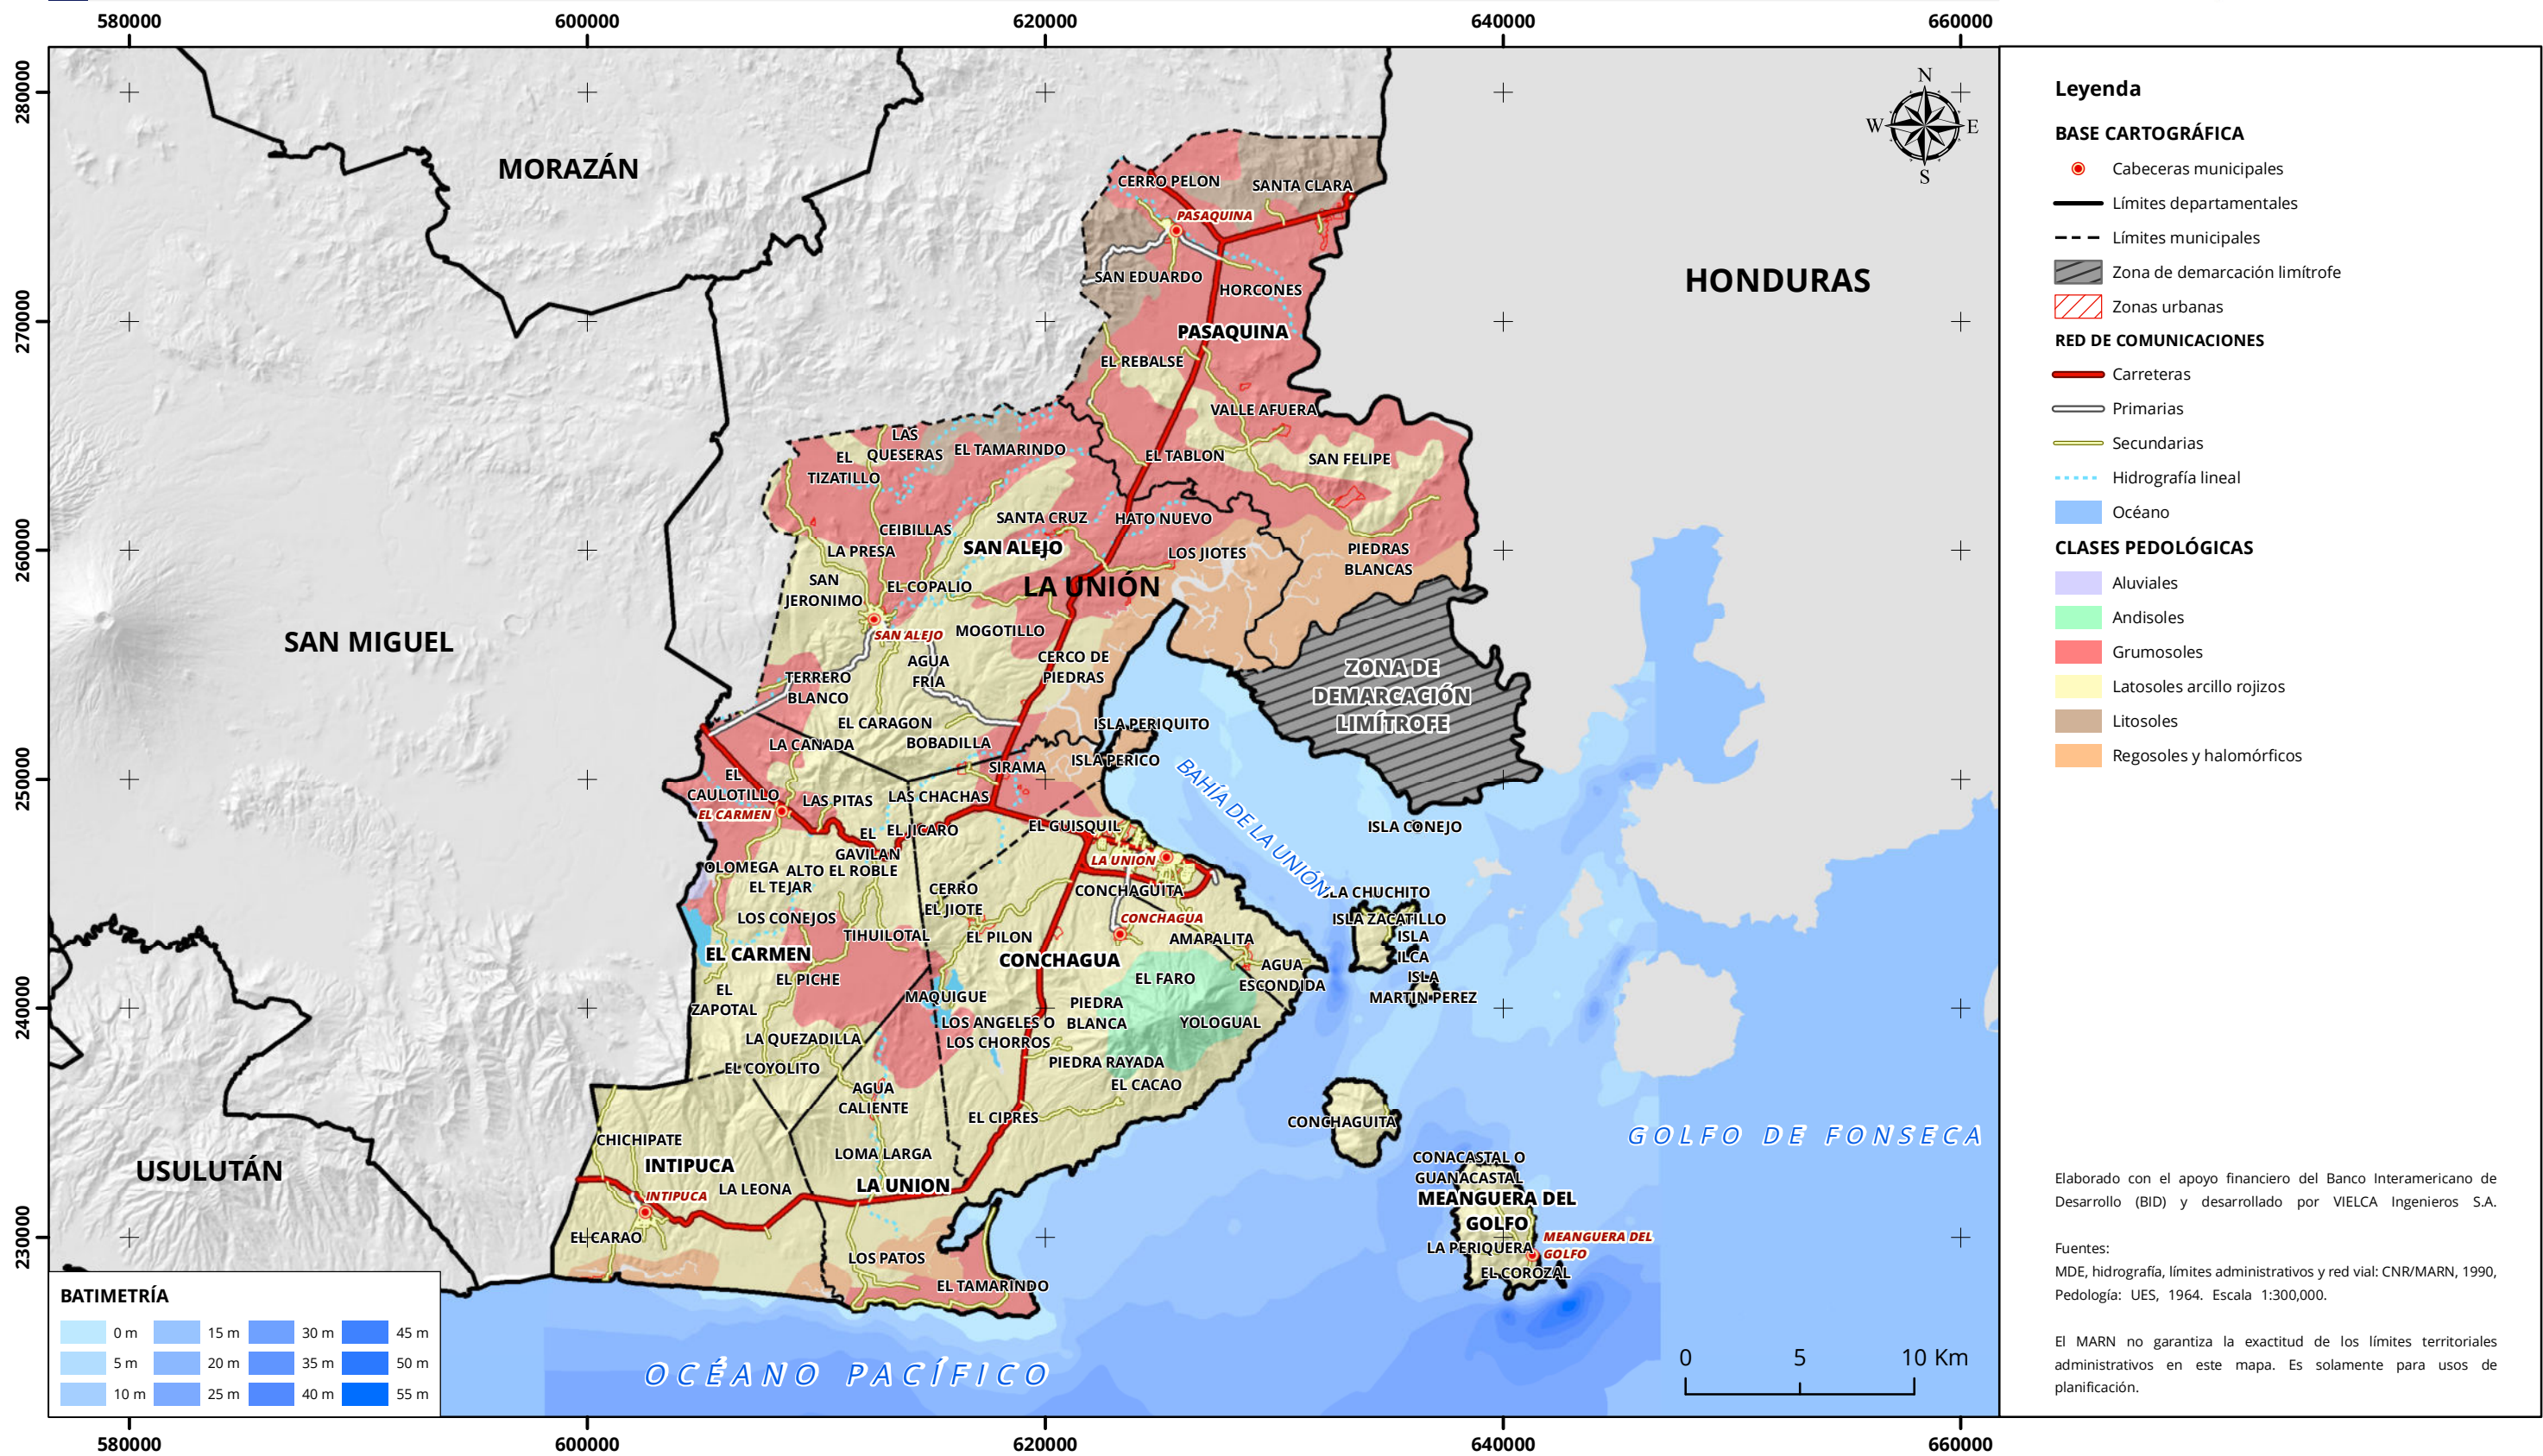 580000
600000
620000
640000
660000
280000
270000
260000
250000
240000
230000
MORAZÁN
HONDURAS
SAN MIGUEL
USULUTÁN
LA UNIÓN
N
W
E
S
CERRO PELON
SANTA CLARA
PASAQUINA
SAN EDUARDO
HORCONES
PASAQUINA
EL REBALSE
VALLE AFUERA
LAS
QUESERAS
EL TAMARINDO
EL
TIZATILLO
EL TABLON
SAN FELIPE
CEIBILLAS
SANTA CRUZ
HATO NUEVO
LA PRESA
SAN ALEJO
LOS JIOTES
PIEDRAS
BLANCAS
SAN
JERONIMO
EL COPALIO
SAN ALEJO
MOGOTILLO
AGUA
FRIA
CERCO DE
PIEDRAS
TERRERO
BLANCO
ZONA DE
DEMARCACIÓN
LIMÍTROFE
EL CARAGON
ISLA PERIQUITO
LA CAÑADA
BOBADILLA
ISLA PERICO
SIRAMA
BAHÍA DE LA UNIÓN
EL
CAULOTILLO
LAS PITAS
LAS CHACHAS
EL CARMEN
EL
GAVILAN
EL JICARO
EL GUISQUIL
ISLA CONEJO
LA UNION
OLOMEGA
ALTO EL ROBLE
EL TEJAR
CERRO
EL JIOTE
CONCHAGUITA
ISLA CHUCHITO
LOS CONEJOS
CONCHAGUA
ISLA ZACATILLO
TIHUILOTAL
EL PILON
AMAPALITA
ISLA
ILCA
EL CARMEN
CONCHAGUA
EL PICHE
EL FARO
AGUA
ESCONDIDA
ISLA
MARTIN PEREZ
EL
ZAPOTAL
MAQUIGUE
PIEDRA
BLANCA
LOS ANGELES O
LOS CHORROS
YOLOGUAL
LA QUEZADILLA
PIEDRA RAYADA
EL COYOLITO
AGUA
CALIENTE
EL CACAO
EL CIPRES
CONCHAGUITA
CHICHIPATE
GOLFO DE FONSECA
LOMA LARGA
INTIPUCA
CONACASTAL O
GUANACASTAL
LA LEONA
LA UNION
INTIPUCA
MEANGUERA DEL
GOLFO
EL CARAO
MEANGUERA DEL
GOLFO
LA PERIQUERA
LOS PATOS
EL COROZAL
EL TAMARINDO
OCÉANO PACÍFICO
0
5
10 Km
BATIMETRÍA
0 m
15 m
30 m
45 m
5 m
20 m
35 m
50 m
10 m
25 m
40 m
55 m
580000
600000
620000
640000
660000
Leyenda
BASE CARTOGRÁFICA
Cabeceras municipales
Límites departamentales
Límites municipales
Zona de demarcación limítrofe
Zonas urbanas
RED DE COMUNICACIONES
Carreteras
Primarias
Secundarias
Hidrografía lineal
Océano
CLASES PEDOLÓGICAS
Aluviales
Andisoles
Grumosoles
Latosoles arcillo rojizos
Litosoles
Regosoles y halomórficos
Elaborado con el apoyo financiero del Banco Interamericano de
Desarrollo (BID) y desarrollado por VIELCA Ingenieros S.A.
Fuentes:
MDE, hidrografía, límites administrativos y red vial: CNR/MARN, 1990,
Pedología: UES, 1964. Escala 1:300,000.
El MARN no garantiza la exactitud de los límites territoriales
administrativos en este mapa. Es solamente para usos de
planificación.